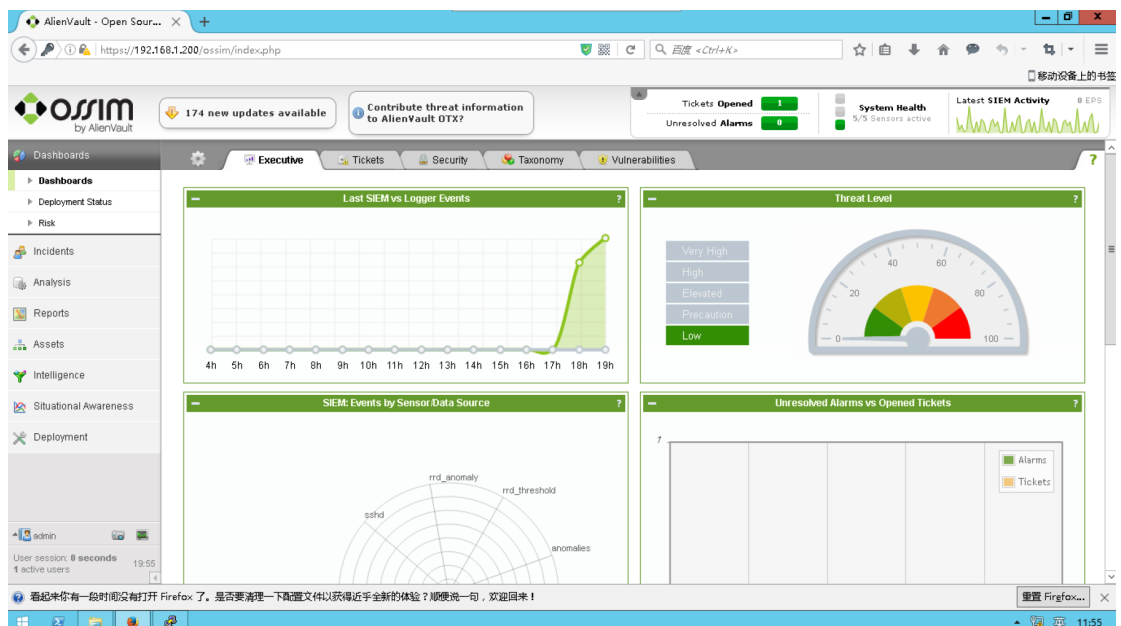 AlienVault - Open Sour...
https://192.168.1.200/ossim/index.php
百度 <Ctrl+K>
移动设备上的书签
OSSIM
by AlienVault
174 new updates available
Contribute threat information
to AlienVault OTX?
Tickets Opened 1
Unresolved Alarms 0
System Health
5/5 Sensors active
Latest SIEM Activity 0 EPS
Dashboards
Executive
Tickets
Security
Taxonomy
Vulnerabilities
?
Dashboards
Deployment Status
Risk
Incidents
Analysis
Reports
Assets
Intelligence
Situational Awareness
Deployment
Last SIEM vs Logger Events ?
4h 5h 6h 7h 8h 9h 10h 11h 12h 13h 14h 15h 16h 17h 18h 19h
Threat Level ?
Very High
High
Elevated
Precaution
Low
0 20 40 60 80 100
SIEM: Events by Sensor/Data Source ?
rrd_anomaly
rrd_threshold
sshd
anomalies
Unresolved Alarms vs Opened Tickets ?
1
Alarms
Tickets
admin
User session: 0 seconds
1 active users
19:55
看起来你有一段时间没有打开 Firefox 了。是否要清理一下配置文件以获得近乎全新的体验？顺便说一句，欢迎回来！
重置 Firefox...
11:55